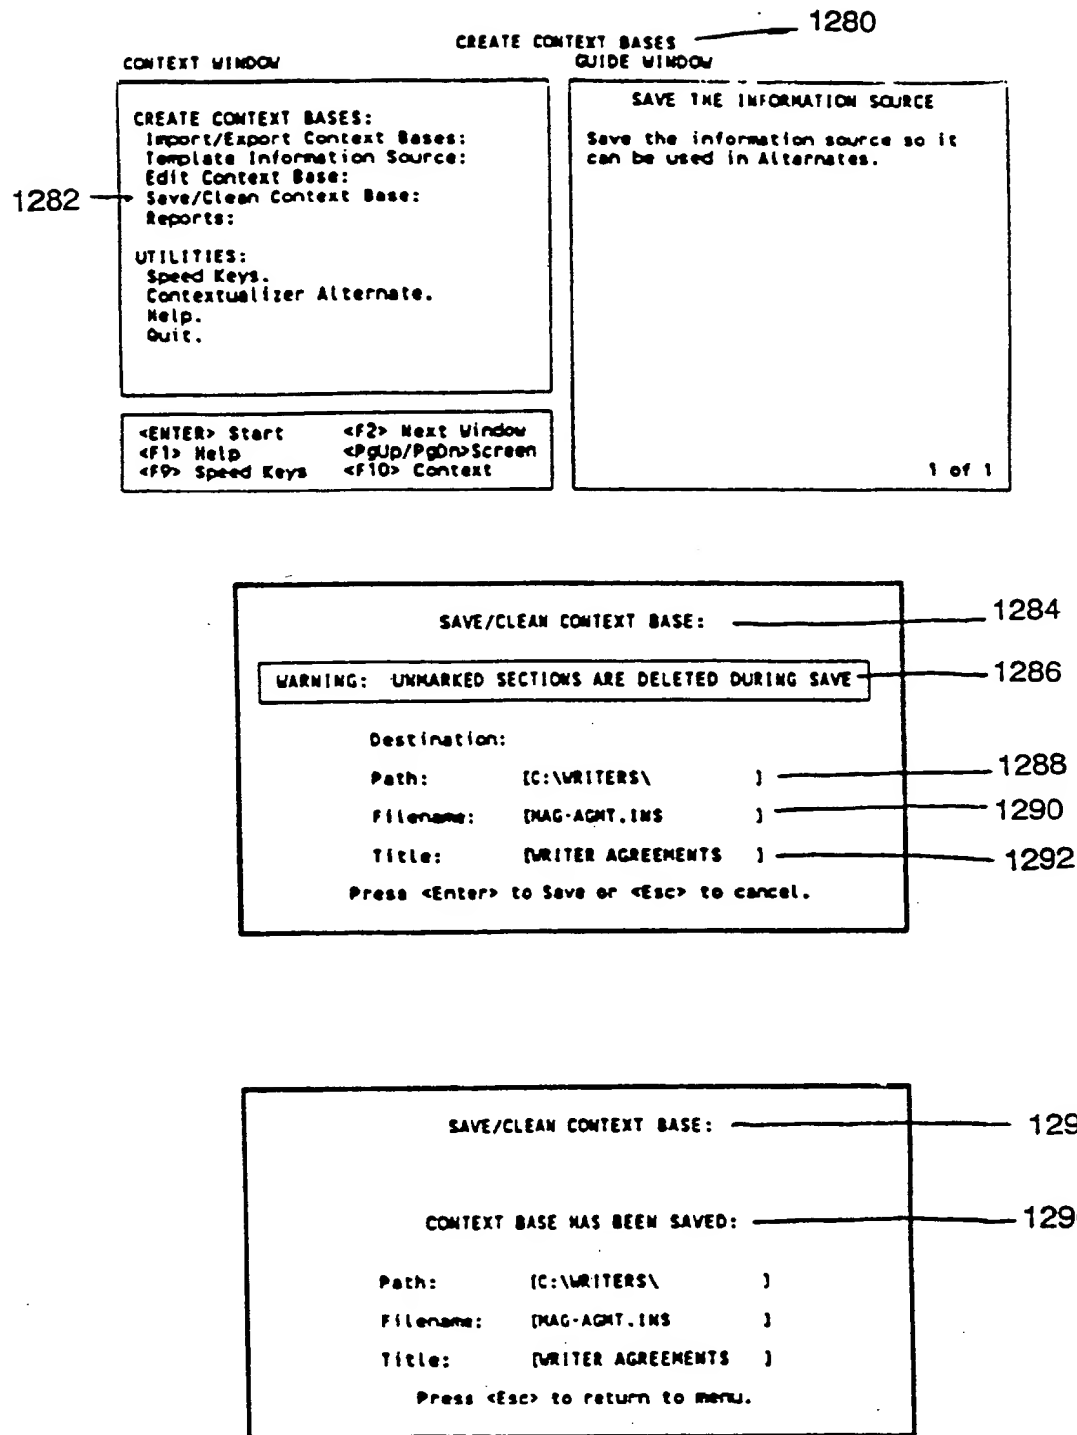 1280
CREATE CONTEXT BASES
CONTEXT WINDOW
GUIDE WINDOW
CREATE CONTEXT BASES:
Import/Export Context Bases:
Template Information Source:
Edit Context Base:
1282
Save/Clean Context Base:
Reports:
UTILITIES:
Speed Keys.
Contextualizer Alternate.
Help.
Quit.
<ENTER> Start <F2> Next Window
<F1> Help <PgUp/PgDn>Screen
<F9> Speed Keys <F10> Context
SAVE THE INFORMATION SOURCE
Save the information source so it
can be used in Alternates.
1 of 1
SAVE/CLEAN CONTEXT BASE:
1284
WARNING: UNMARKED SECTIONS ARE DELETED DURING SAVE
1286
Destination:
Path: [C:\WRITERS\ ]
1288
Filename: [MAG-AGMT.INS ]
1290
Title: [WRITER AGREEMENTS ]
1292
Press <Enter> to Save or <Esc> to cancel.
SAVE/CLEAN CONTEXT BASE:
129
CONTEXT BASE HAS BEEN SAVED:
129
Path: [C:\WRITERS\ ]
Filename: [MAG-AGMT.INS ]
Title: [WRITER AGREEMENTS ]
Press <Esc> to return to menu.